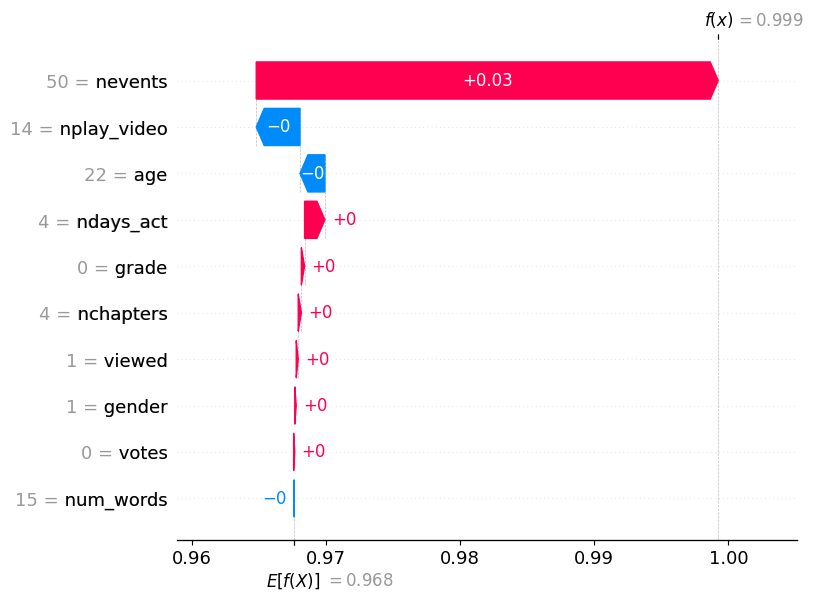 f(x) = 0.999
50 = nevents +0.03
14 = nplay_video −0
22 = age −0
4 = ndays_act +0
0 = grade +0
4 = nchapters +0
1 = viewed +0
1 = gender +0
0 = votes +0
15 = num_words −0
0.96 0.97 0.98 0.99 1.00
E[f(X)] = 0.968